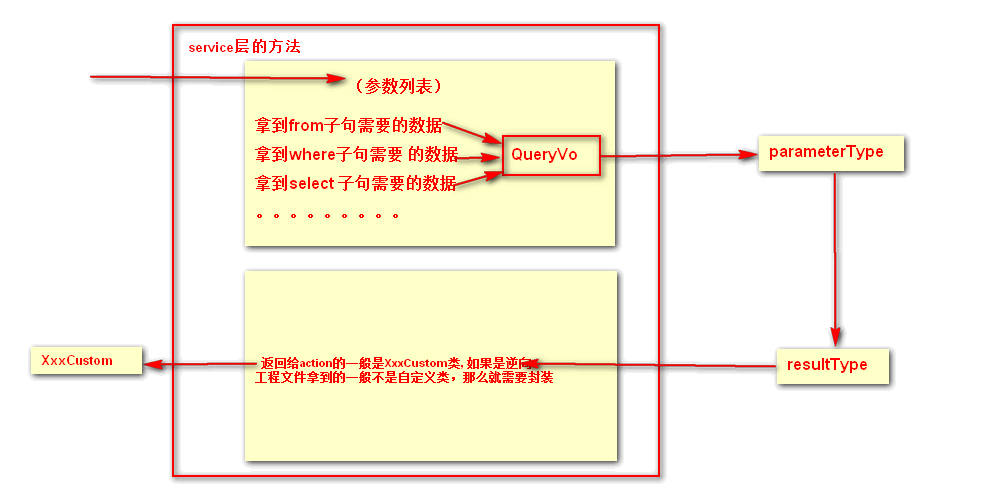 service层的方法
（参数列表）
拿到from子句需要的数据
拿到where子句需要 的数据
拿到select 子句需要的数据
。。。。。。。。。
QueryVo
parameterType
resultType
返回给action的一般是XxxCustom类, 如果是逆向
工程文件拿到的一般不是自定义类，那么就需要封装
XxxCustom